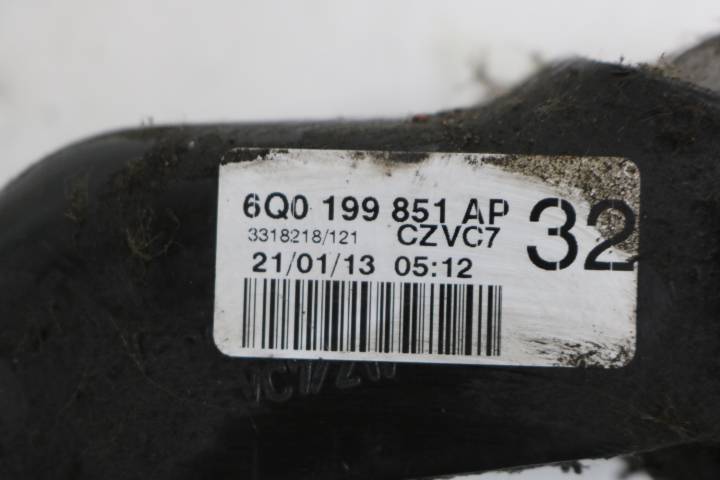 6Q0 199 851 AP 32
3318218/121 CZVC7
21/01/13 05:12